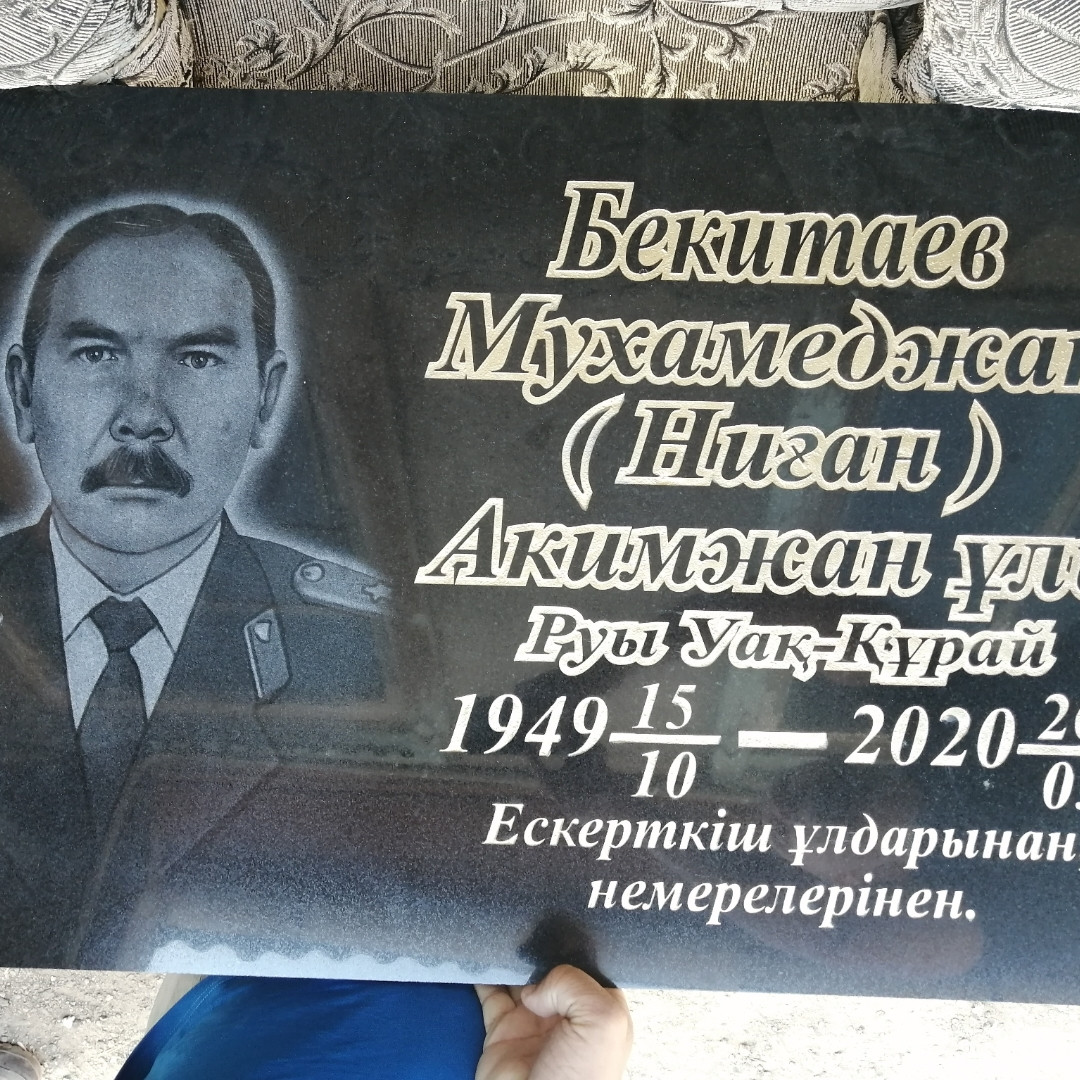 Бекитаев
Мухамеджан
( Ниган )
Акимжан ұлы
Руы Уақ-Құрай
1949 15/10 — 2020
Ескерткіш ұлдарынан,
немерелерінен.